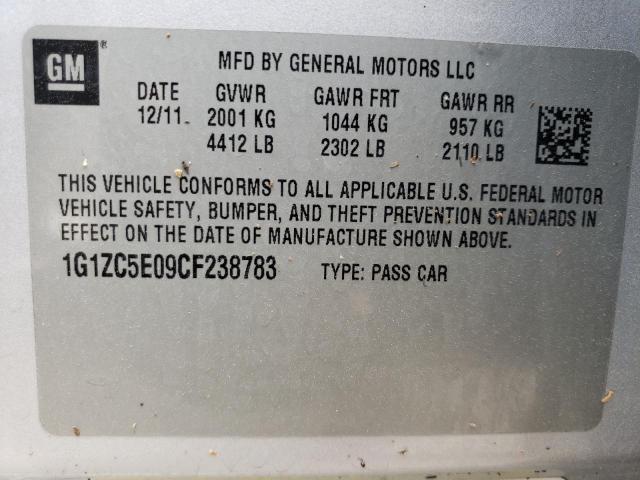 GM ®
MFD BY GENERAL MOTORS LLC
DATE GVWR GAWR FRT GAWR RR
12/11 2001 KG 1044 KG 957 KG
4412 LB 2302 LB 2110 LB
THIS VEHICLE CONFORMS TO ALL APPLICABLE U.S. FEDERAL MOTOR
VEHICLE SAFETY, BUMPER, AND THEFT PREVENTION STANDARDS IN
EFFECT ON THE DATE OF MANUFACTURE SHOWN ABOVE.
1G1ZC5E09CF238783 TYPE: PASS CAR